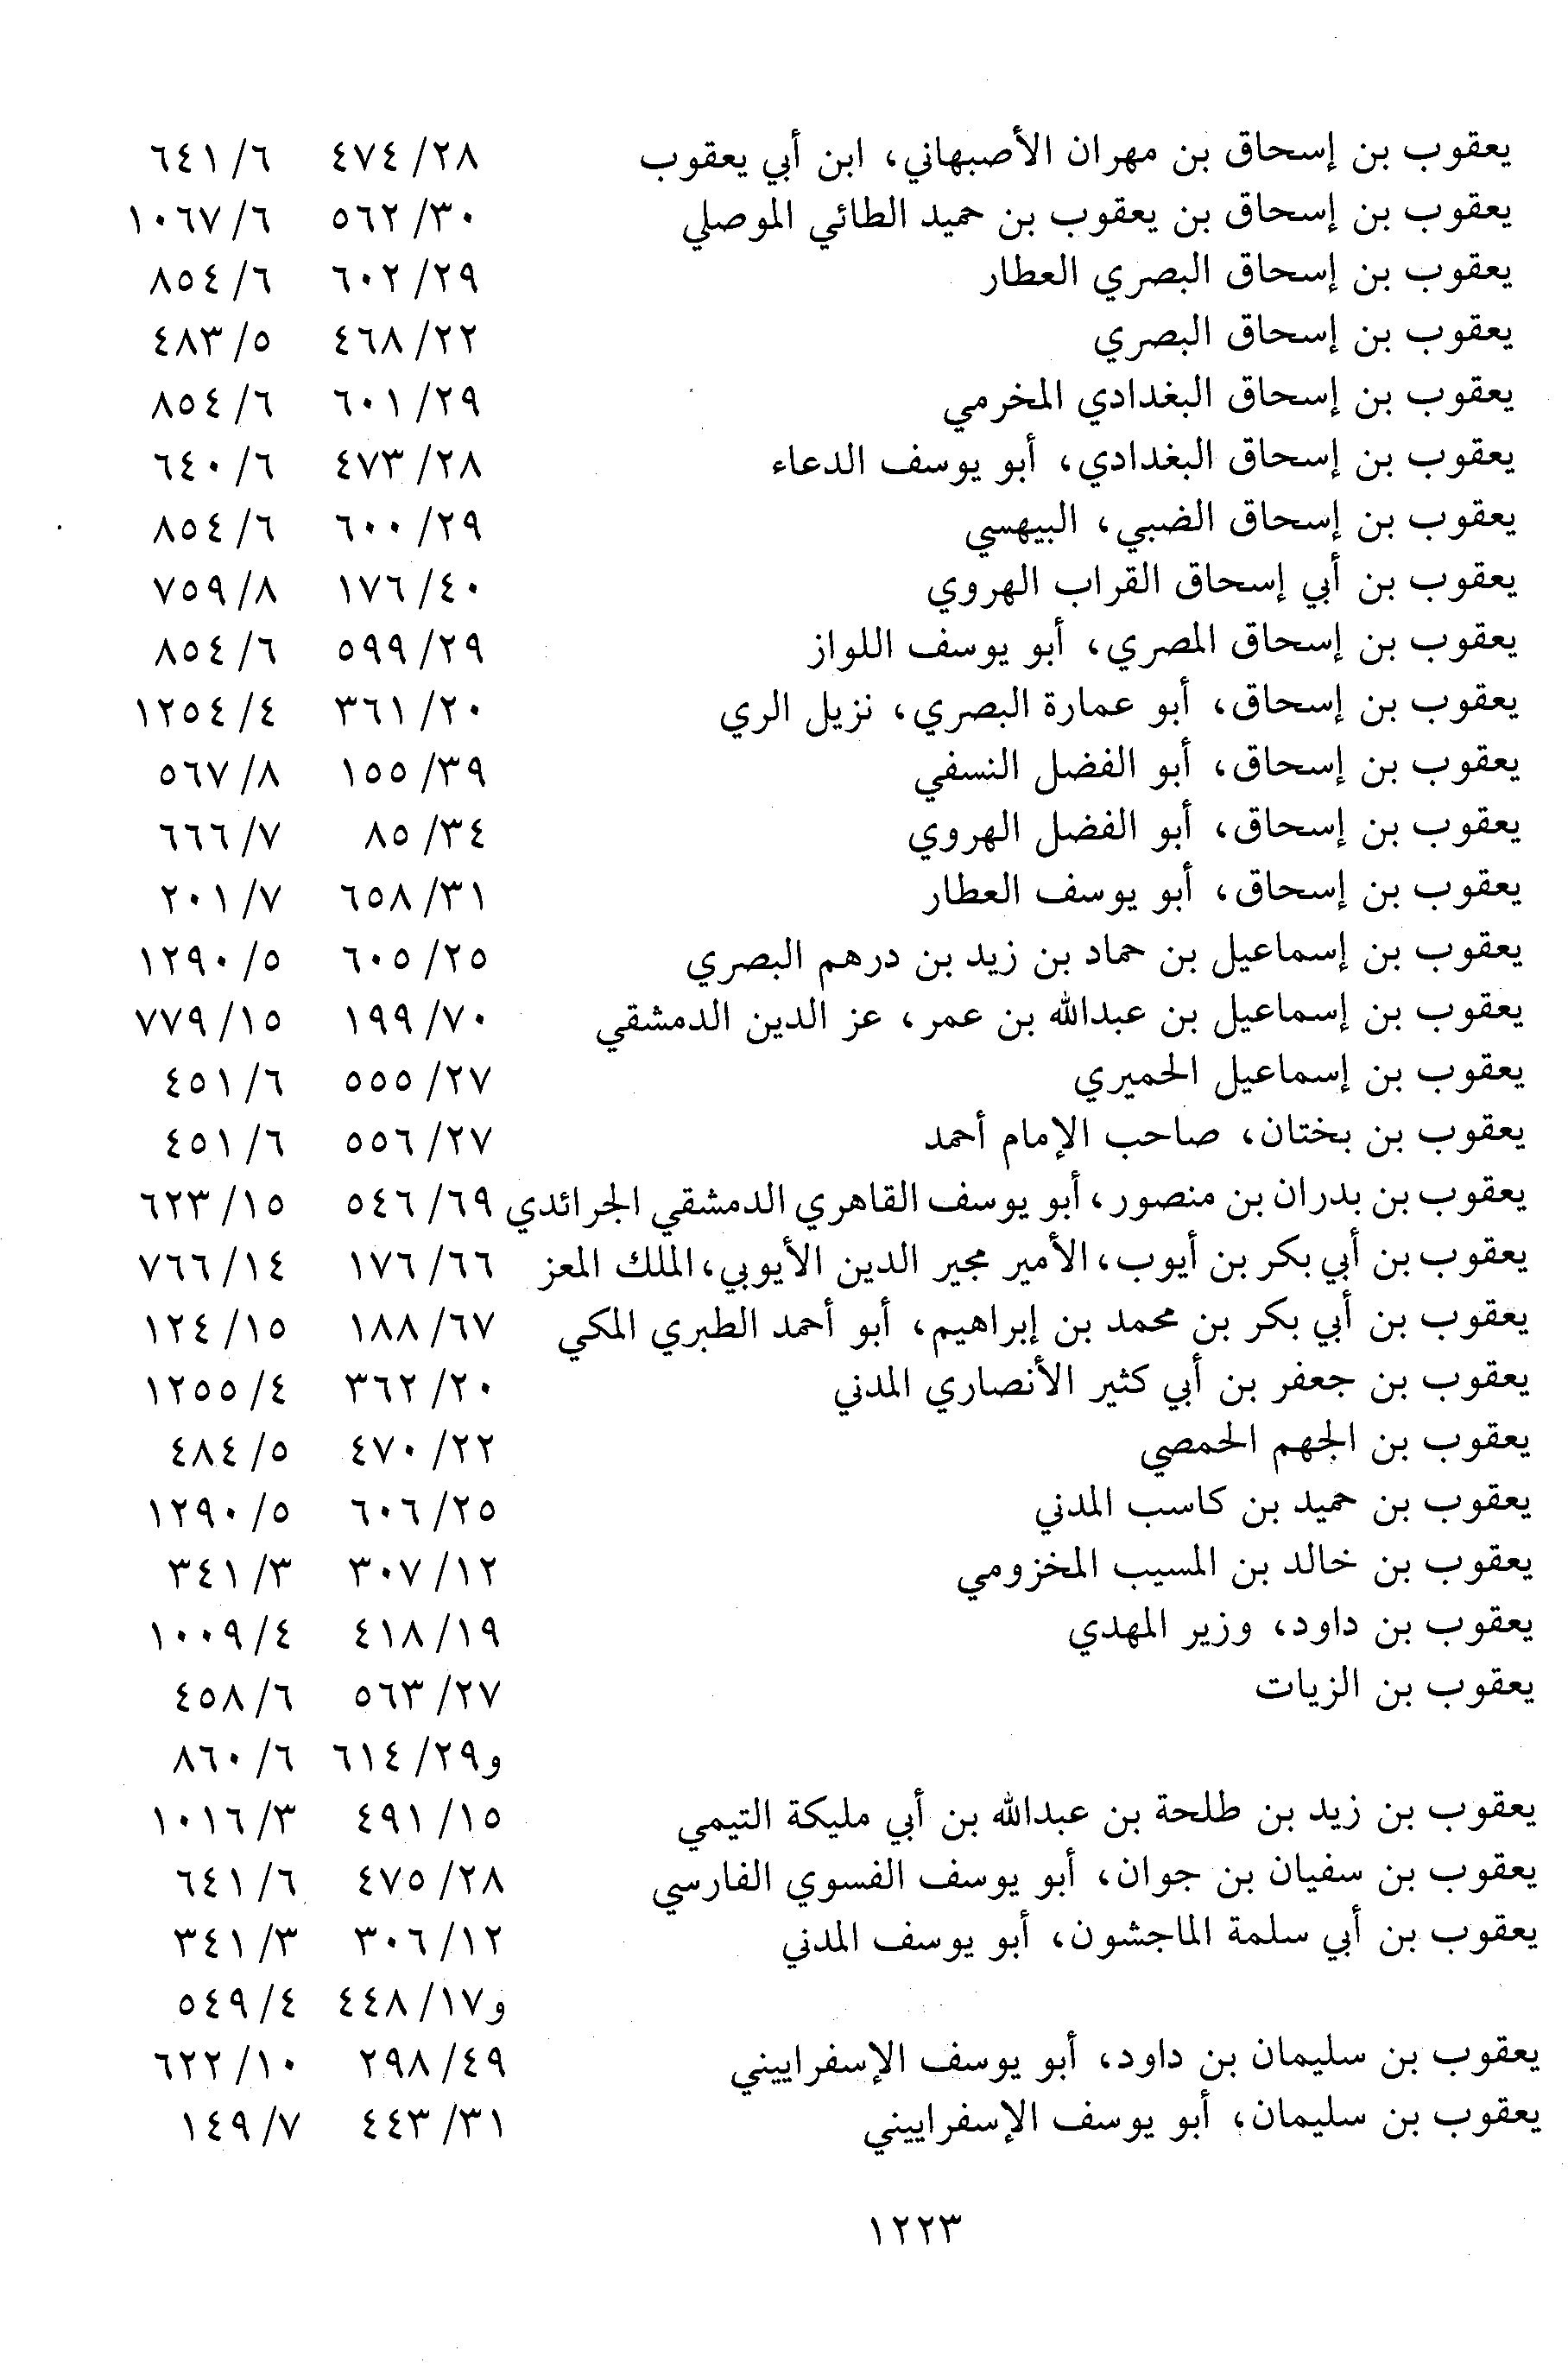 يعقوب بن إسحاق بن مهران الأصبهاني، ابن أبي يعقوب ٢٨/ ٤٧٤ ٦/ ٦٤١
يعقوب بن إسحاق بن يعقوب بن حميد الطائي الموصلي ٣٠/ ٥٦٢ ٦/ ١٠٦٧
يعقوب بن إسحاق البصري العطار ٢٩/ ٦٠٢ ٦/ ٨٥٤
يعقوب بن إسحاق البصري ٢٢/ ٤٦٨ ٥/ ٤٨٣
يعقوب بن إسحاق البغدادي المخرمي ٢٩/ ٦٠١ ٦/ ٨٥٤
يعقوب بن إسحاق البغدادي، أبو يوسف الدعاء ٢٨/ ٤٧٣ ٦/ ٦٤٠
يعقوب بن إسحاق الضبي، البيهسي ٢٩/ ٦٠٠ ٦/ ٨٥٤
يعقوب بن أبي إسحاق القراب الهروي ٤٠/ ١٧٦ ٨/ ٧٥٩
يعقوب بن إسحاق المصري، أبو يوسف اللواز ٢٩/ ٥٩٩ ٦/ ٨٥٤
يعقوب بن إسحاق، أبو عمارة البصري، نزيل الري ٢٠/ ٣٦١ ٤/ ١٢٥٤
يعقوب بن إسحاق، أبو الفضل النسفي ٣٩/ ١٥٥ ٨/ ٥٦٧
يعقوب بن إسحاق، أبو الفضل الهروي ٣٤/ ٨٥ ٧/ ٦٦٦
يعقوب بن إسحاق، أبو يوسف العطار ٣١/ ٦٥٨ ٧/ ٢٠١
يعقوب بن إسماعيل بن حماد بن زيد بن درهم البصري ٢٥/ ٦٠٥ ٥/ ١٢٩٠
يعقوب بن إسماعيل بن عبدالله بن عمر، عز الدين الدمشقي ٧٠/ ١٩٩ ١٥/ ٧٧٩
يعقوب بن إسماعيل الحميري ٢٧/ ٥٥٥ ٦/ ٤٥١
يعقوب بن بختان، صاحب الإمام أحمد ٢٧/ ٥٥٦ ٦/ ٤٥١
يعقوب بن بدران بن منصور، أبو يوسف القاهري الدمشقي الجرائدي ٦٩/ ٥٤٦ ١٥/ ٦٢٣
يعقوب بن أبي بكر بن أيوب، الأمير مجير الدين الأيوبي، الملك المعز ٦٦/ ١٧٦ ١٤/ ٧٦٦
يعقوب بن أبي بكر بن محمد بن إبراهيم، أبو أحمد الطبري المكي ٦٧/ ١٨٨ ١٥/ ١٢٤
يعقوب بن جعفر بن أبي كثير الأنصاري المدني ٢٠/ ٣٦٢ ٤/ ١٢٥٥
يعقوب بن الجهم الحمصي ٢٢/ ٤٧٠ ٥/ ٤٨٤
يعقوب بن حميد بن كاسب المدني ٢٥/ ٦٠٦ ٥/ ١٢٩٠
يعقوب بن خالد بن المسيب المخزومي ١٢/ ٣٠٧ ٣/ ٣٤١
يعقوب بن داود، وزير المهدي ١٩/ ٤١٨ ٤/ ١٠٠٩
يعقوب بن الزيات ٢٧/ ٥٦٣ ٦/ ٤٥٨
و٢٩/ ٦١٤ ٦/ ٨٦٠
يعقوب بن زيد بن طلحة بن عبدالله بن أبي مليكة التيمي ١٥/ ٤٩١ ٣/ ١٠١٦
يعقوب بن سفيان بن جوان، أبو يوسف الفسوي الفارسي ٢٨/ ٤٧٥ ٦/ ٦٤١
يعقوب بن أبي سلمة الماجشون، أبو يوسف المدني ١٢/ ٣٠٦ ٣/ ٣٤١
و١٧/ ٤٤٨ ٤/ ٥٤٩
يعقوب بن سليمان بن داود، أبو يوسف الإسفراييني ٤٩/ ٢٩٨ ١٠/ ٦٢٢
يعقوب بن سليمان، أبو يوسف الإسفراييني ٣١/ ٤٤٣ ٧/ ١٤٩
١٢٢٣